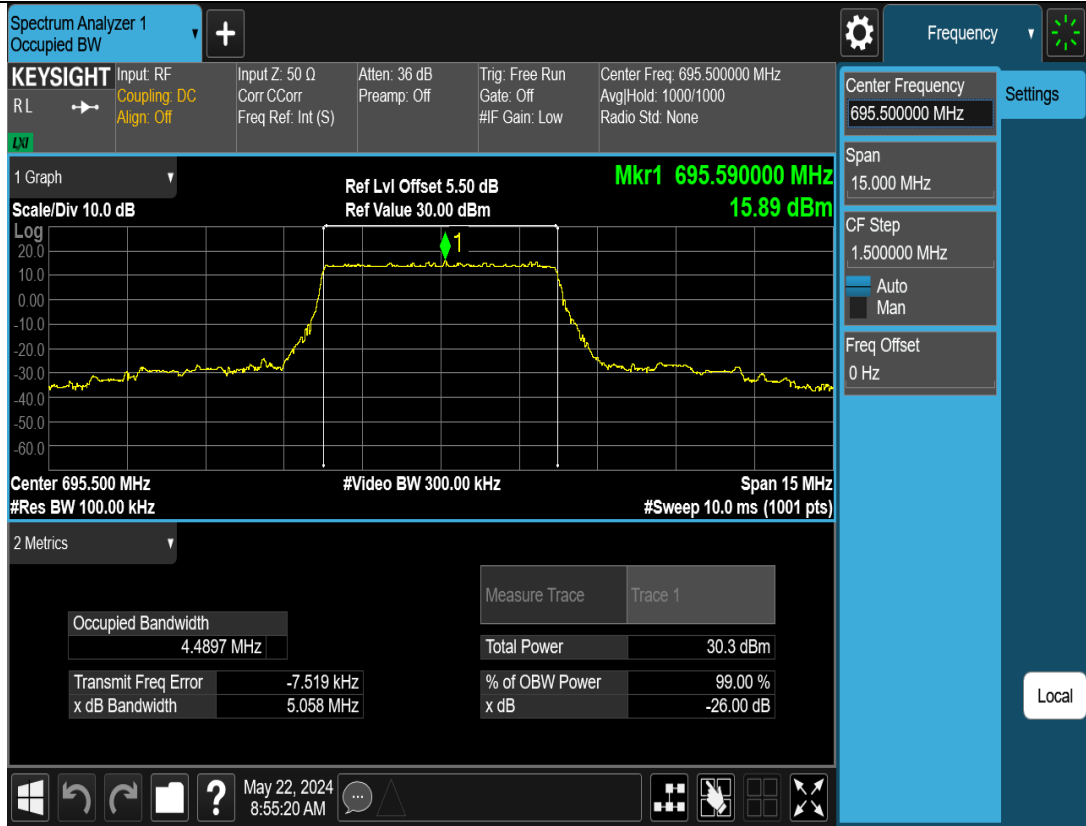 Spectrum Analyzer 1
Occupied BW
+
Frequency
KEYSIGHT
R L
LXI
Input: RF
Coupling: DC
Align: Off
Input Z: 50 Ω
Corr CCorr
Freq Ref: Int (S)
Atten: 36 dB
Preamp: Off
Trig: Free Run
Gate: Off
#IF Gain: Low
Center Freq: 695.500000 MHz
Avg|Hold: 1000/1000
Radio Std: None
Center Frequency
695.500000 MHz
Settings
Span
15.000 MHz
CF Step
1.500000 MHz
Auto
Man
Freq Offset
0 Hz
Local
1 Graph
Scale/Div 10.0 dB
Ref Lvl Offset 5.50 dB
Ref Value 30.00 dBm
Mkr1 695.590000 MHz
15.89 dBm
Log
1
20.0
10.0
0.00
-10.0
-20.0
-30.0
-40.0
-50.0
-60.0
Center 695.500 MHz
#Video BW 300.00 kHz
Span 15 MHz
#Res BW 100.00 kHz
#Sweep 10.0 ms (1001 pts)
2 Metrics
Measure Trace
Trace 1
Occupied Bandwidth
4.4897 MHz
Total Power
30.3 dBm
Transmit Freq Error
-7.519 kHz
% of OBW Power
99.00 %
x dB Bandwidth
5.058 MHz
x dB
-26.00 dB
?
May 22, 2024
8:55:20 AM